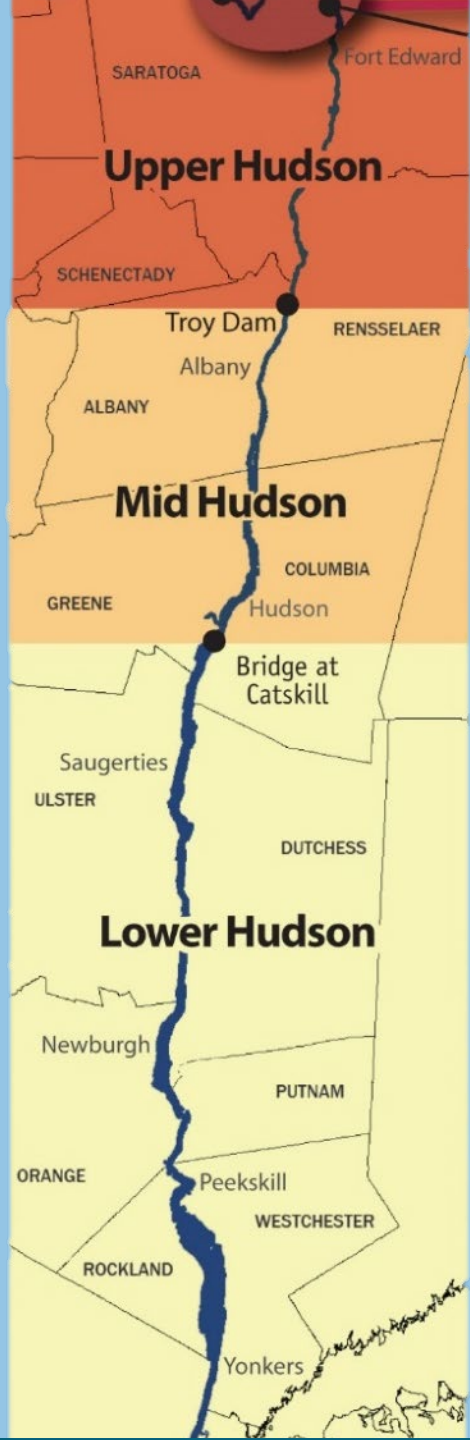 Fort Edward
SARATOGA
Upper Hudson
SCHENECTADY
Troy Dam
RENSSELAER
Albany
ALBANY
Mid Hudson
COLUMBIA
GREENE
Hudson
Bridge at
Catskill
Saugerties
ULSTER
DUTCHESS
Lower Hudson
Newburgh
PUTNAM
ORANGE
Peekskill
WESTCHESTER
ROCKLAND
Yonkers